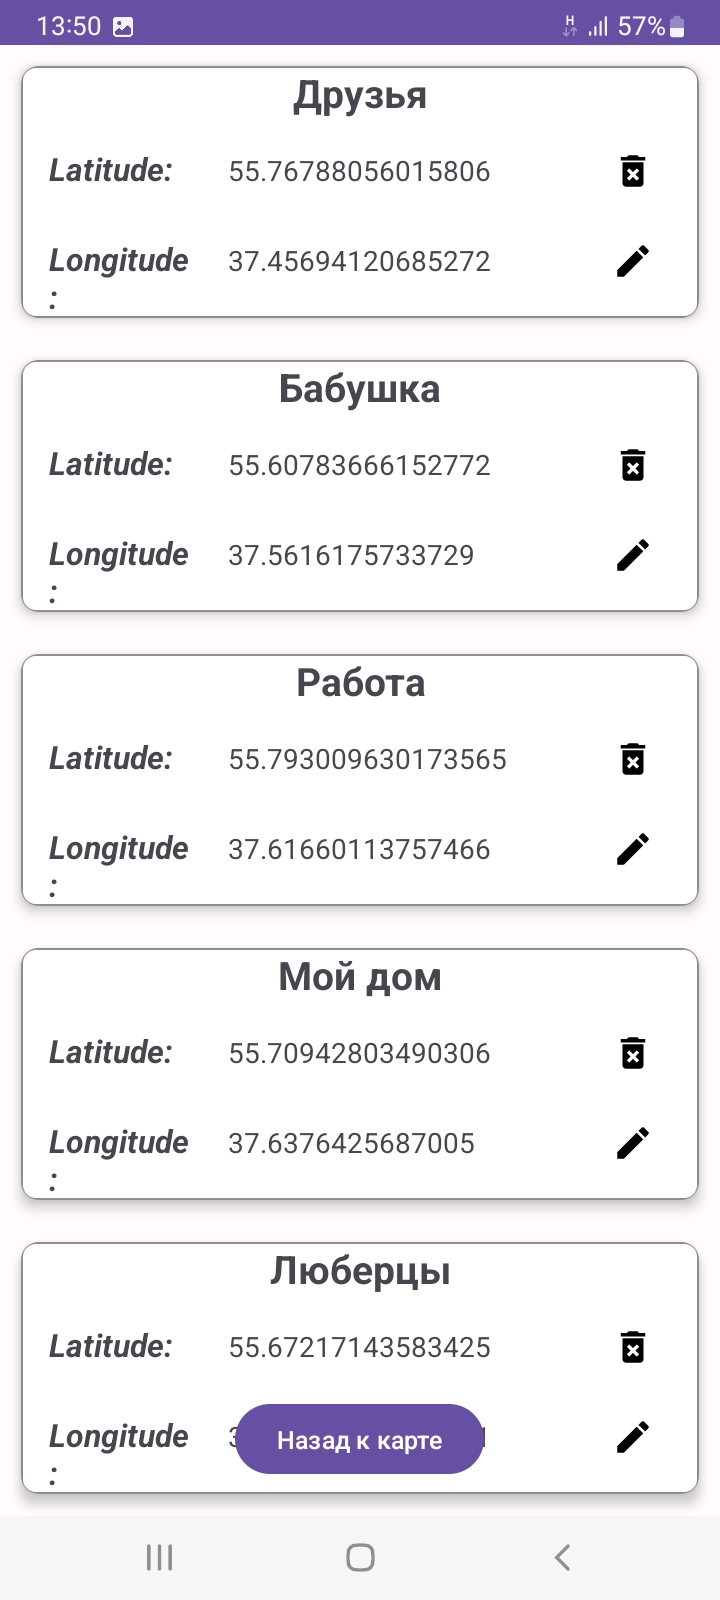 13:50 H 57%
Друзья
Latitude: 55.76788056015806
Longitude 37.45694120685272
:
Бабушка
Latitude: 55.60783666152772
Longitude 37.5616175733729
:
Работа
Latitude: 55.793009630173565
Longitude 37.61660113757466
:
Мой дом
Latitude: 55.70942803490306
Longitude 37.6376425687005
:
Люберцы
Latitude: 55.67217143583425
Longitude
Назад к карте
: